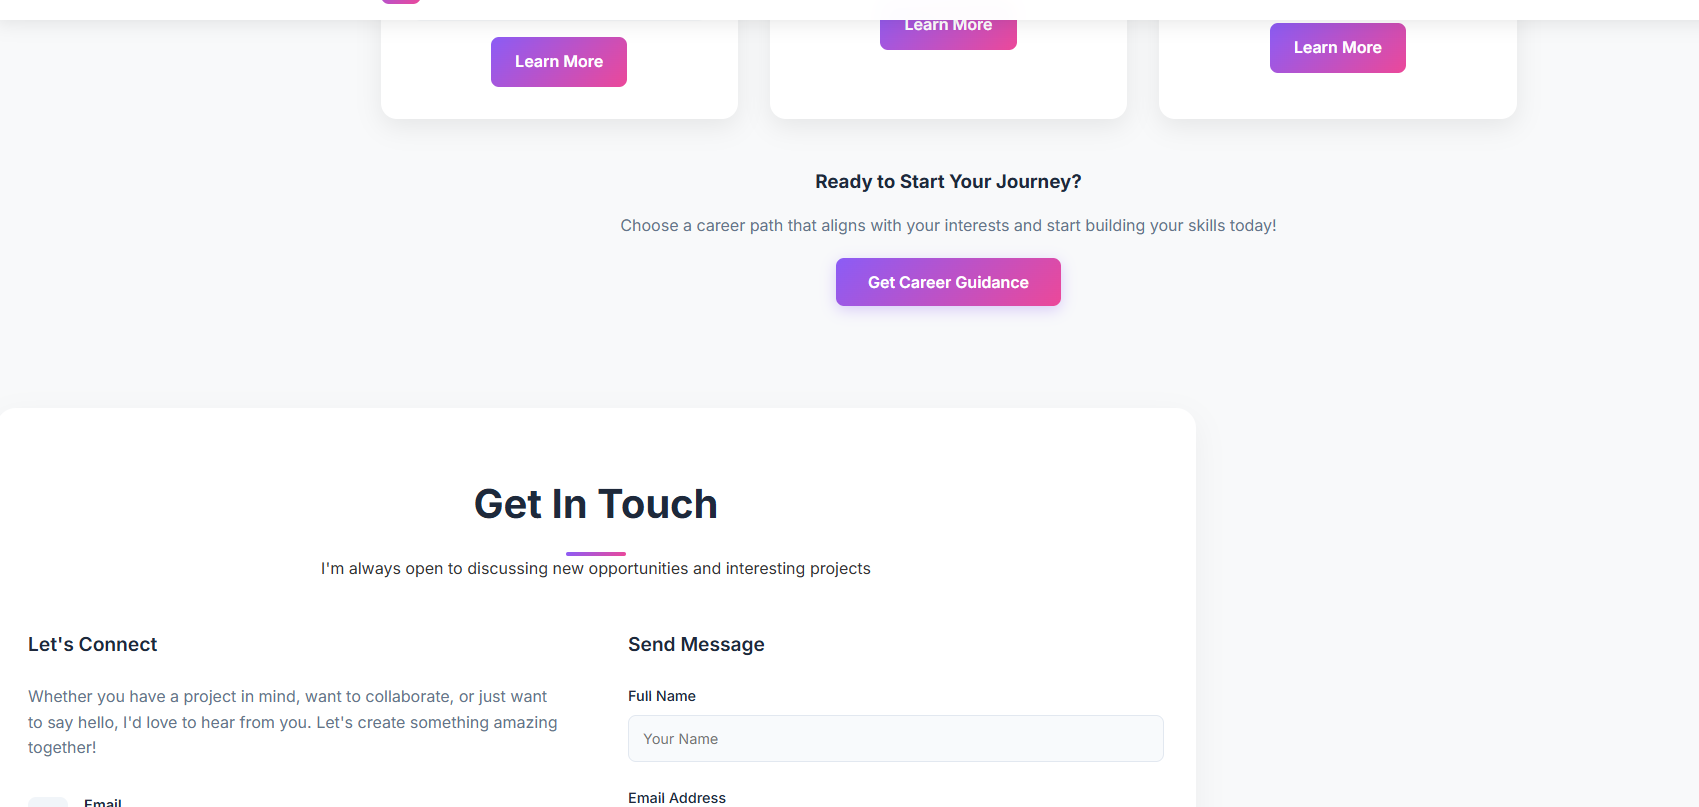 Learn More
Learn More
Learn More
Ready to Start Your Journey?
Choose a career path that aligns with your interests and start building your skills today!
Get Career Guidance
Get In Touch
I'm always open to discussing new opportunities and interesting projects
Let's Connect
Whether you have a project in mind, want to collaborate, or just want
to say hello, I'd love to hear from you. Let's create something amazing
together!
Email
Send Message
Full Name
Your Name
Email Address